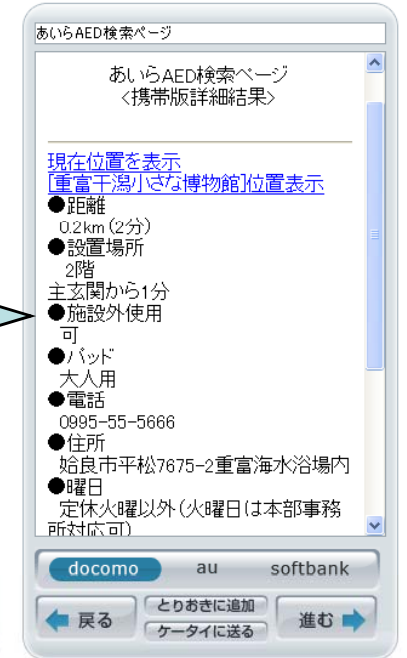 あいらAED検索ページ
あいらAED検索ページ
<携帯版詳細結果>
現在位置を表示
[重富干潟小さな博物館]位置表示
●距離
0.2km(2分)
●設置場所
2階
主玄関から1分
●施設外使用
可
●パッド
大人用
●電話
0995-55-5666
●住所
姶良市平松7675-2重富海水浴場内
●曜日
定休火曜以外(火曜日は本部事務
所対応可)
docomo au softbank
戻る
とりおきに追加
ケータイに送る
進む